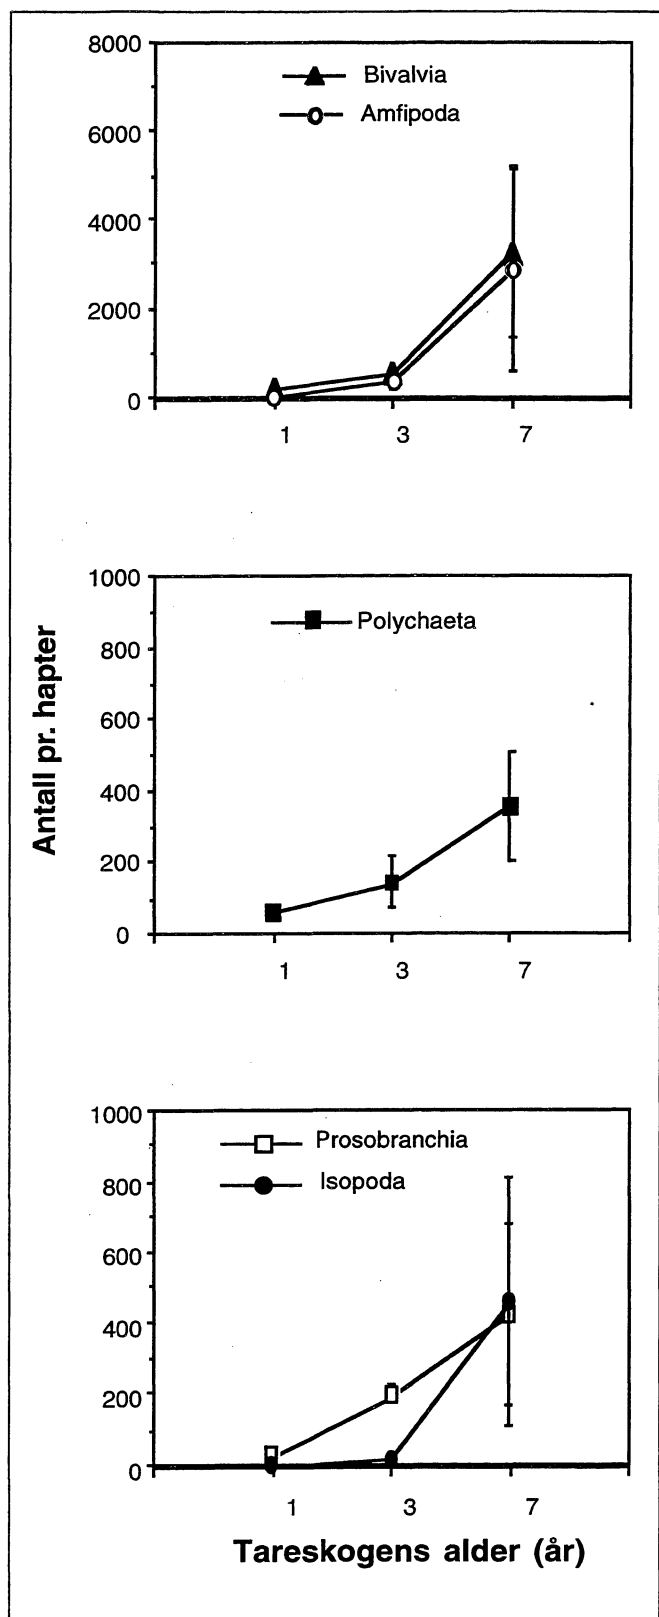 8000
Bivalvia
Amfipoda
6000
4000
2000
0
1 3 7
Antall pr. hapter
1000
Polychaeta
800
600
400
200
0
1 3 7
1000
Prosobranchia
Isopoda
800
600
400
200
0
1 3 7
Tareskogens alder (år)